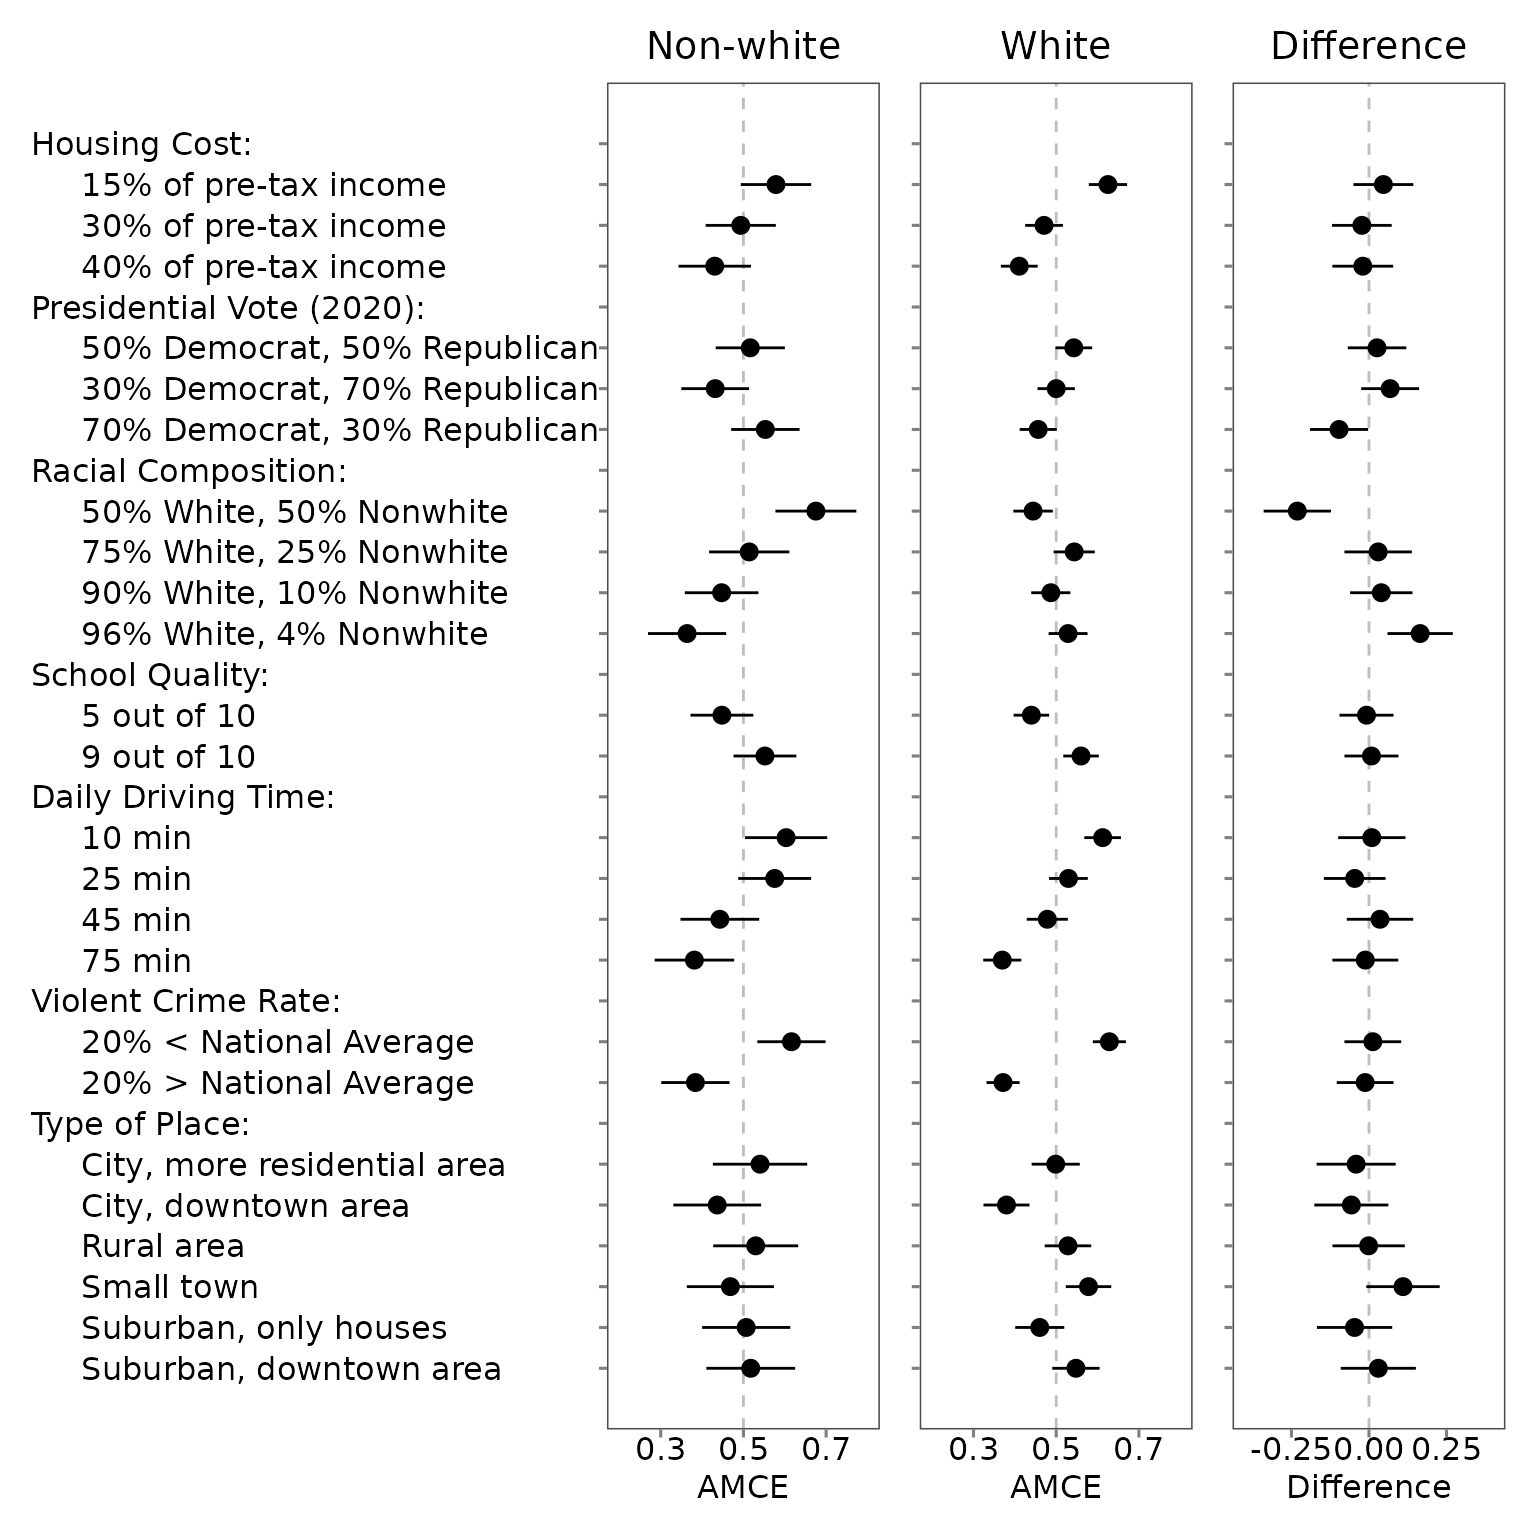 Non-white White Difference
Housing Cost:
15% of pre-tax income
30% of pre-tax income
40% of pre-tax income
Presidential Vote (2020):
50% Democrat, 50% Republican
30% Democrat, 70% Republican
70% Democrat, 30% Republican
Racial Composition:
50% White, 50% Nonwhite
75% White, 25% Nonwhite
90% White, 10% Nonwhite
96% White, 4% Nonwhite
School Quality:
5 out of 10
9 out of 10
Daily Driving Time:
10 min
25 min
45 min
75 min
Violent Crime Rate:
20% < National Average
20% > National Average
Type of Place:
City, more residential area
City, downtown area
Rural area
Small town
Suburban, only houses
Suburban, downtown area
0.3 0.5 0.7 0.3 0.5 0.7 -0.25 0.00 0.25
AMCE AMCE Difference